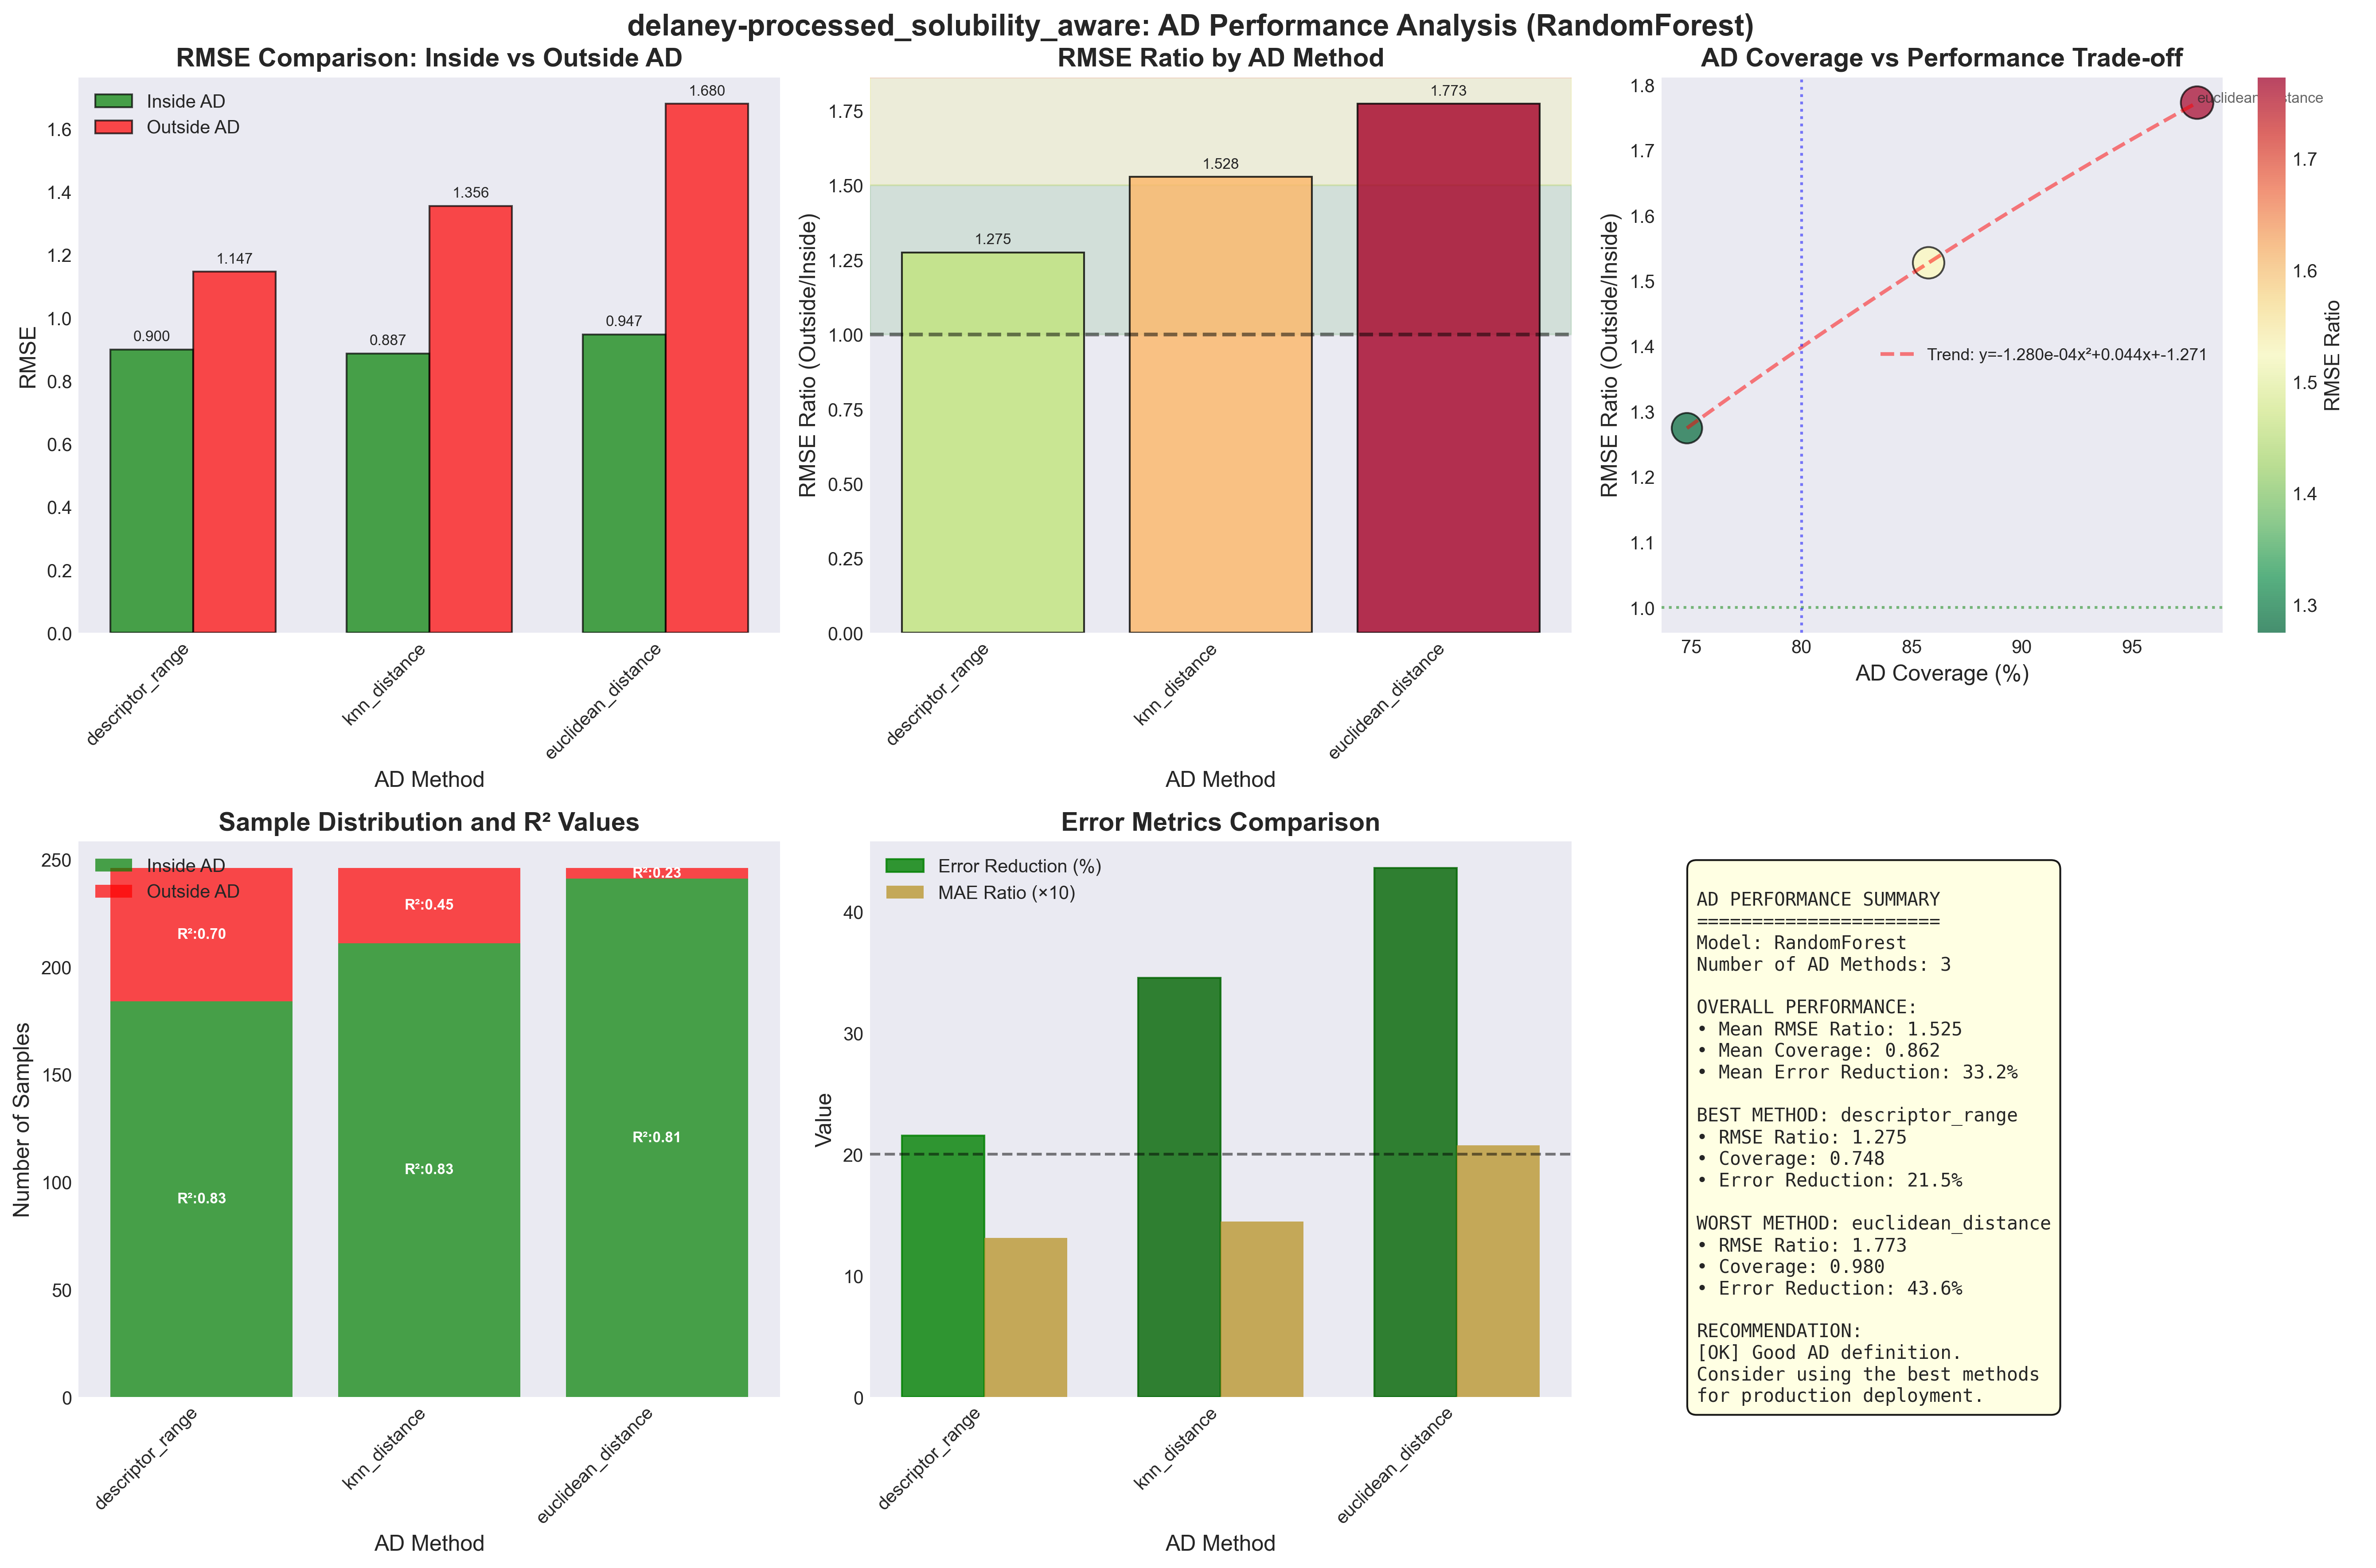 delaney-processed_solubility_aware: AD Performance Analysis (RandomForest)
RMSE Comparison: Inside vs Outside AD
Inside AD
Outside AD
RMSE
1.6
1.4
1.2
1.0
0.8
0.6
0.4
0.2
0.0
0.900
1.147
0.887
1.356
0.947
1.680
descriptor_range
knn_distance
euclidean_distance
AD Method
RMSE Ratio by AD Method
RMSE Ratio (Outside/Inside)
1.75
1.50
1.25
1.00
0.75
0.50
0.25
0.00
1.275
1.528
1.773
descriptor_range
knn_distance
euclidean_distance
AD Method
AD Coverage vs Performance Trade-off
RMSE Ratio (Outside/Inside)
1.8
1.7
1.6
1.5
1.4
1.3
1.2
1.1
1.0
euclidean_distance
Trend: y=-1.280e-04x²+0.044x+-1.271
75
80
85
90
95
AD Coverage (%)
1.7
1.6
1.5
1.4
1.3
RMSE Ratio
Sample Distribution and R² Values
Inside AD
Outside AD
Number of Samples
250
200
150
100
50
0
R²:0.70
R²:0.83
R²:0.45
R²:0.83
R²:0.23
R²:0.81
descriptor_range
knn_distance
euclidean_distance
AD Method
Error Metrics Comparison
Error Reduction (%)
MAE Ratio (×10)
Value
40
30
20
10
0
descriptor_range
knn_distance
euclidean_distance
AD Method
AD PERFORMANCE SUMMARY
======================
Model: RandomForest
Number of AD Methods: 3
OVERALL PERFORMANCE:
• Mean RMSE Ratio: 1.525
• Mean Coverage: 0.862
• Mean Error Reduction: 33.2%
BEST METHOD: descriptor_range
• RMSE Ratio: 1.275
• Coverage: 0.748
• Error Reduction: 21.5%
WORST METHOD: euclidean_distance
• RMSE Ratio: 1.773
• Coverage: 0.980
• Error Reduction: 43.6%
RECOMMENDATION:
[OK] Good AD definition.
Consider using the best methods
for production deployment.